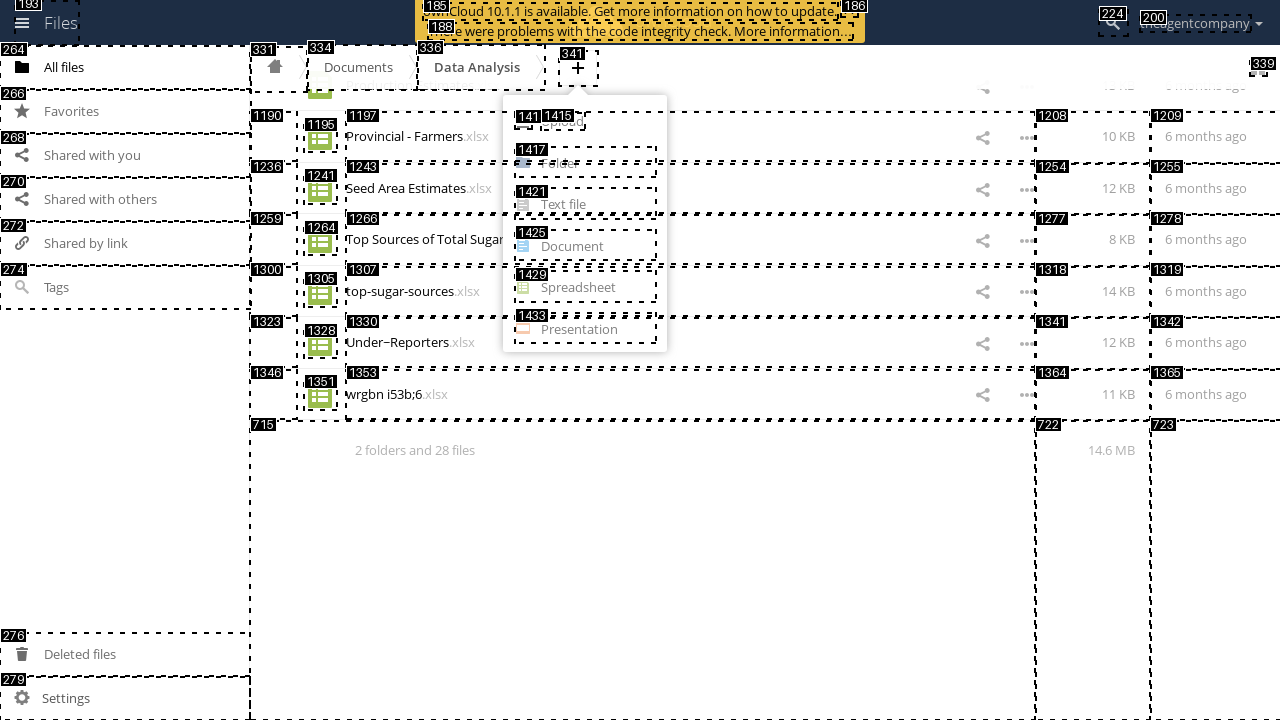 Files
ownCloud 10.1.1 is available. Get more information on how to update.
There were problems with the code integrity check. More information…
theagentcompany
193
185
186
188
224
200
264
All files
331
334
Documents
336
Data Analysis
341
+
339
266
Favorites
268
Shared with you
270
Shared with others
272
Shared by link
274
Tags
6 months ago
1190
1195
1197
Provincial - Farmers.xlsx
1208
10 KB
1209
6 months ago
1236
1241
1243
Seed Area Estimates.xlsx
1254
12 KB
1255
6 months ago
1259
1264
1266
Top Sources of Total Sugar
1277
8 KB
1278
6 months ago
1300
1305
1307
top-sugar-sources.xlsx
1318
14 KB
1319
6 months ago
1323
1328
1330
Under~Reporters.xlsx
1341
12 KB
1342
6 months ago
1346
1351
1353
wrgbn i53b;6.xlsx
1364
11 KB
1365
6 months ago
1415
Upload
1417
Folder
1421
Text file
1425
Document
1429
Spreadsheet
1433
Presentation
715
2 folders and 28 files
722
14.6 MB
723
276
Deleted files
279
Settings